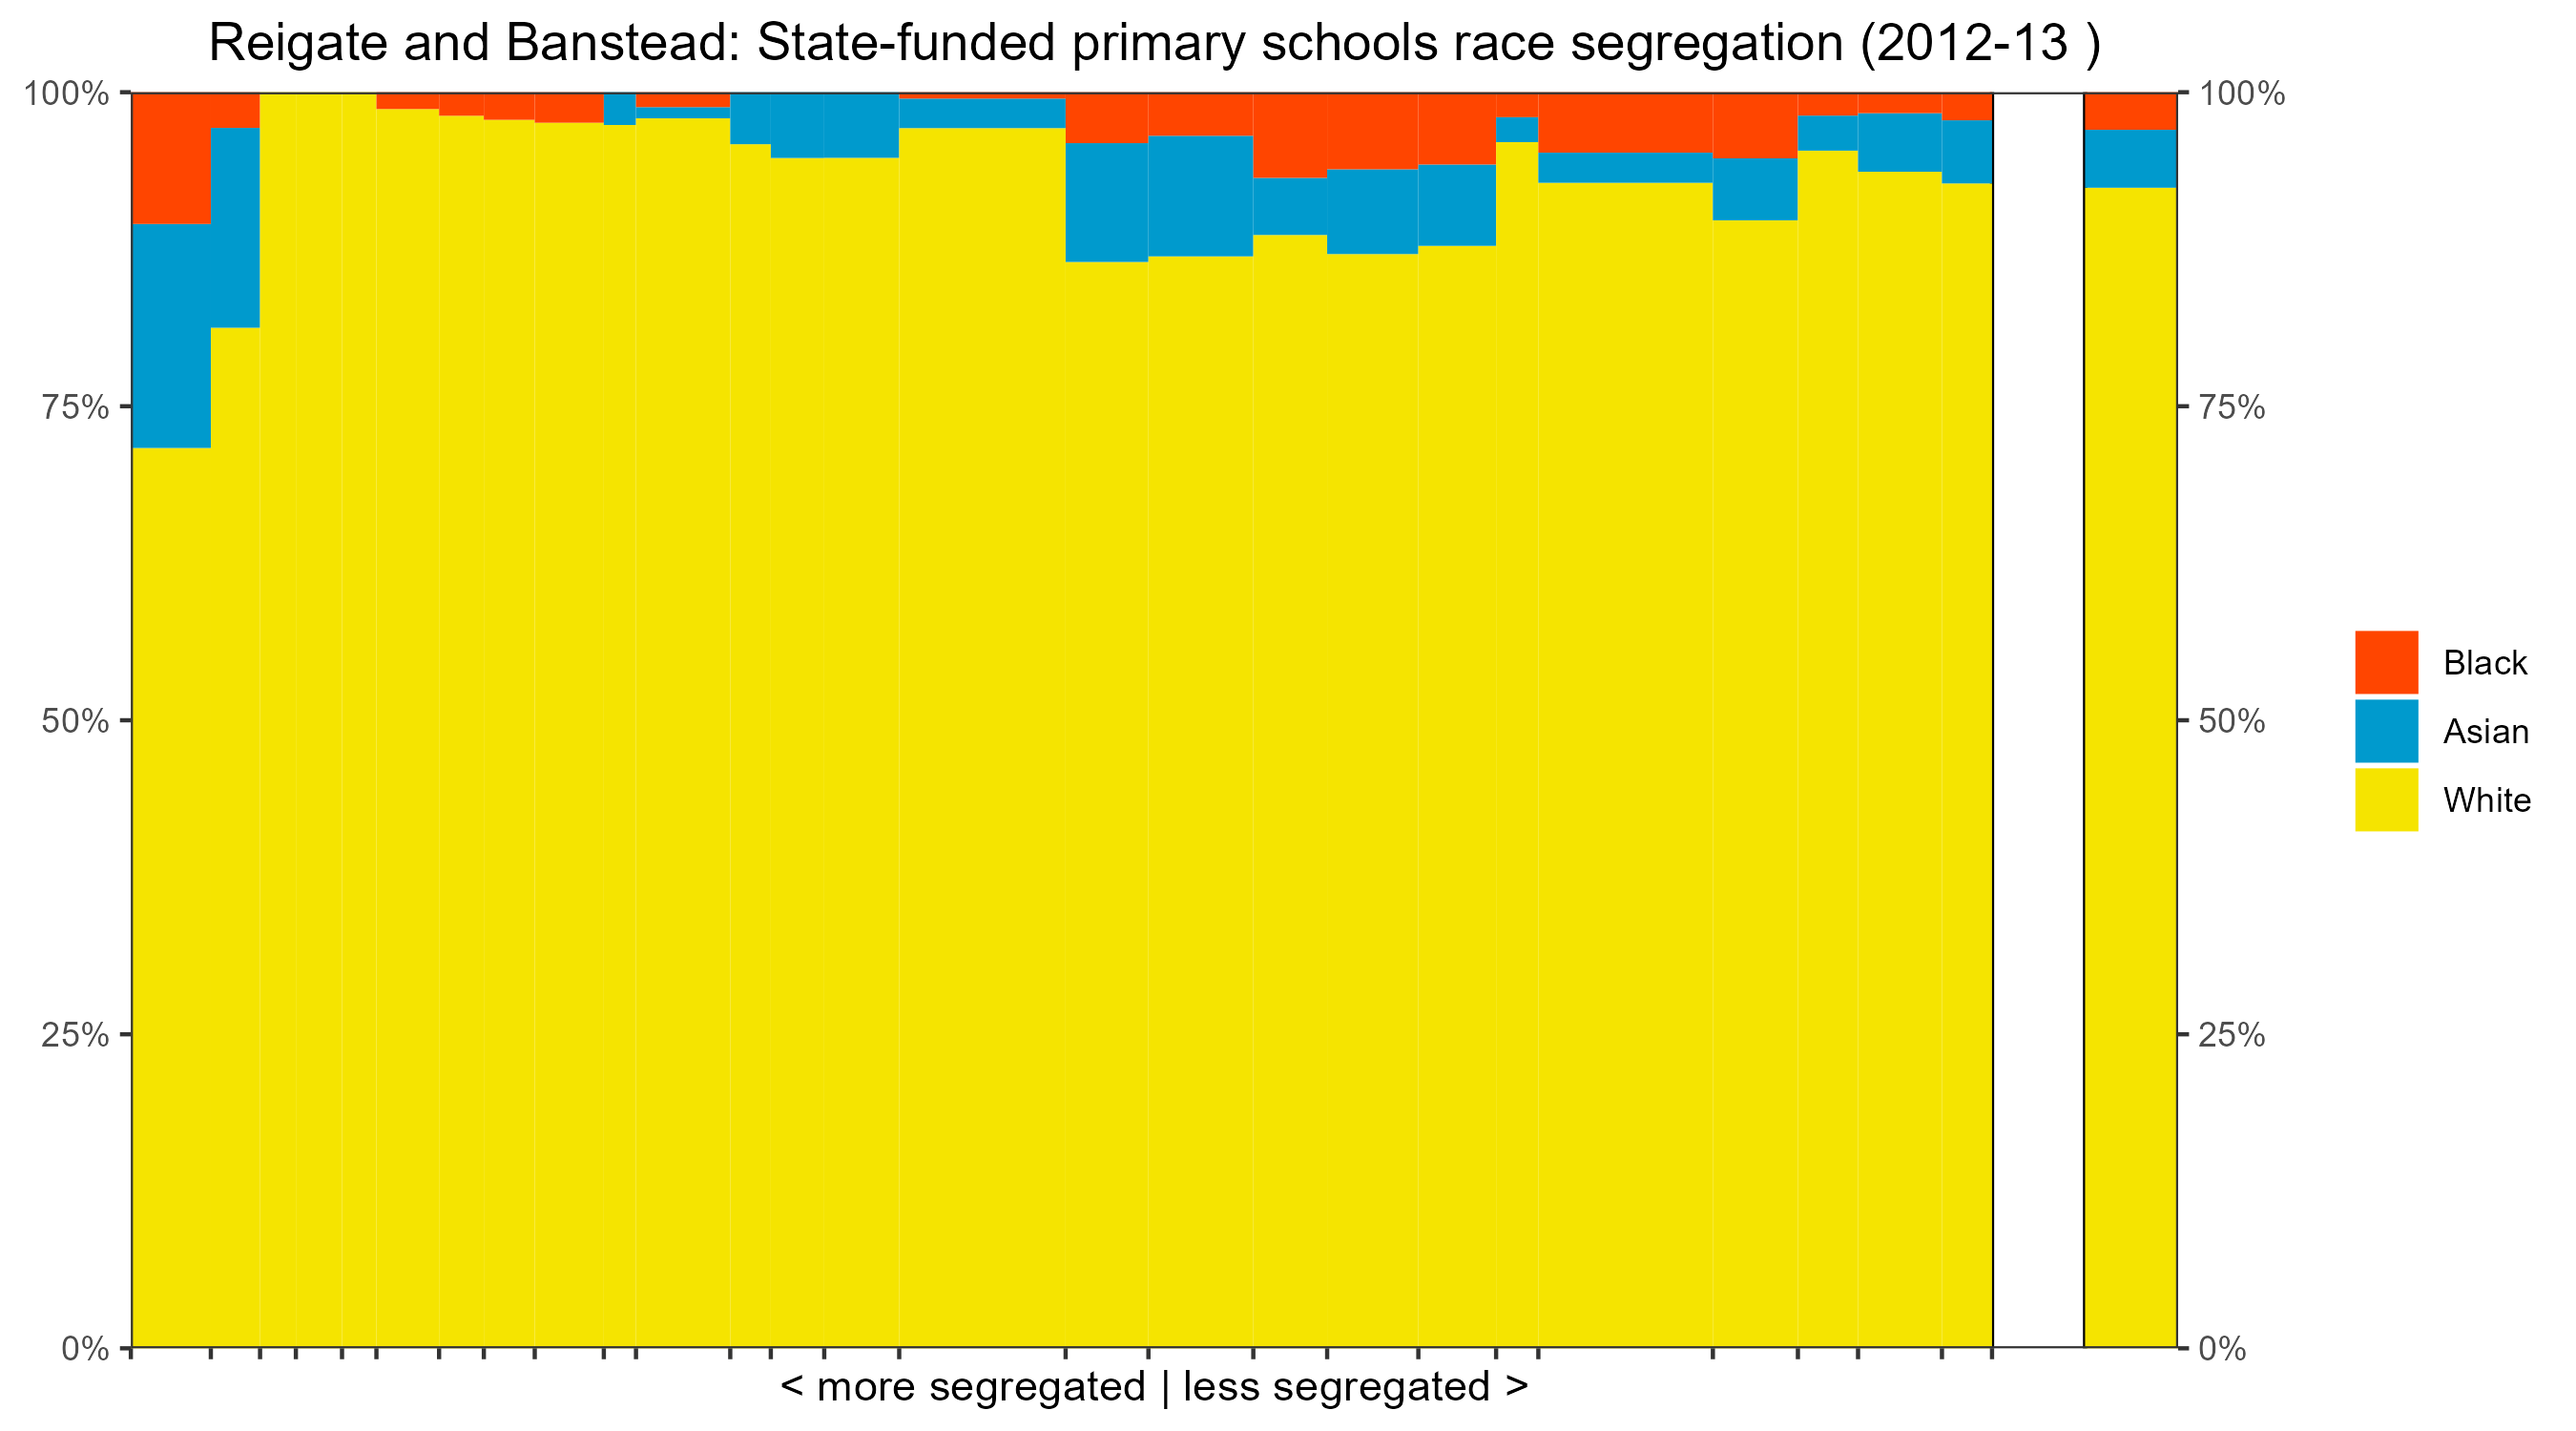 Reigate and Banstead: State-funded primary schools race segregation (2012-13 )
100%
100%
75%
75%
50%
50%
25%
25%
0%
0%
Black
Asian
White
< more segregated | less segregated >